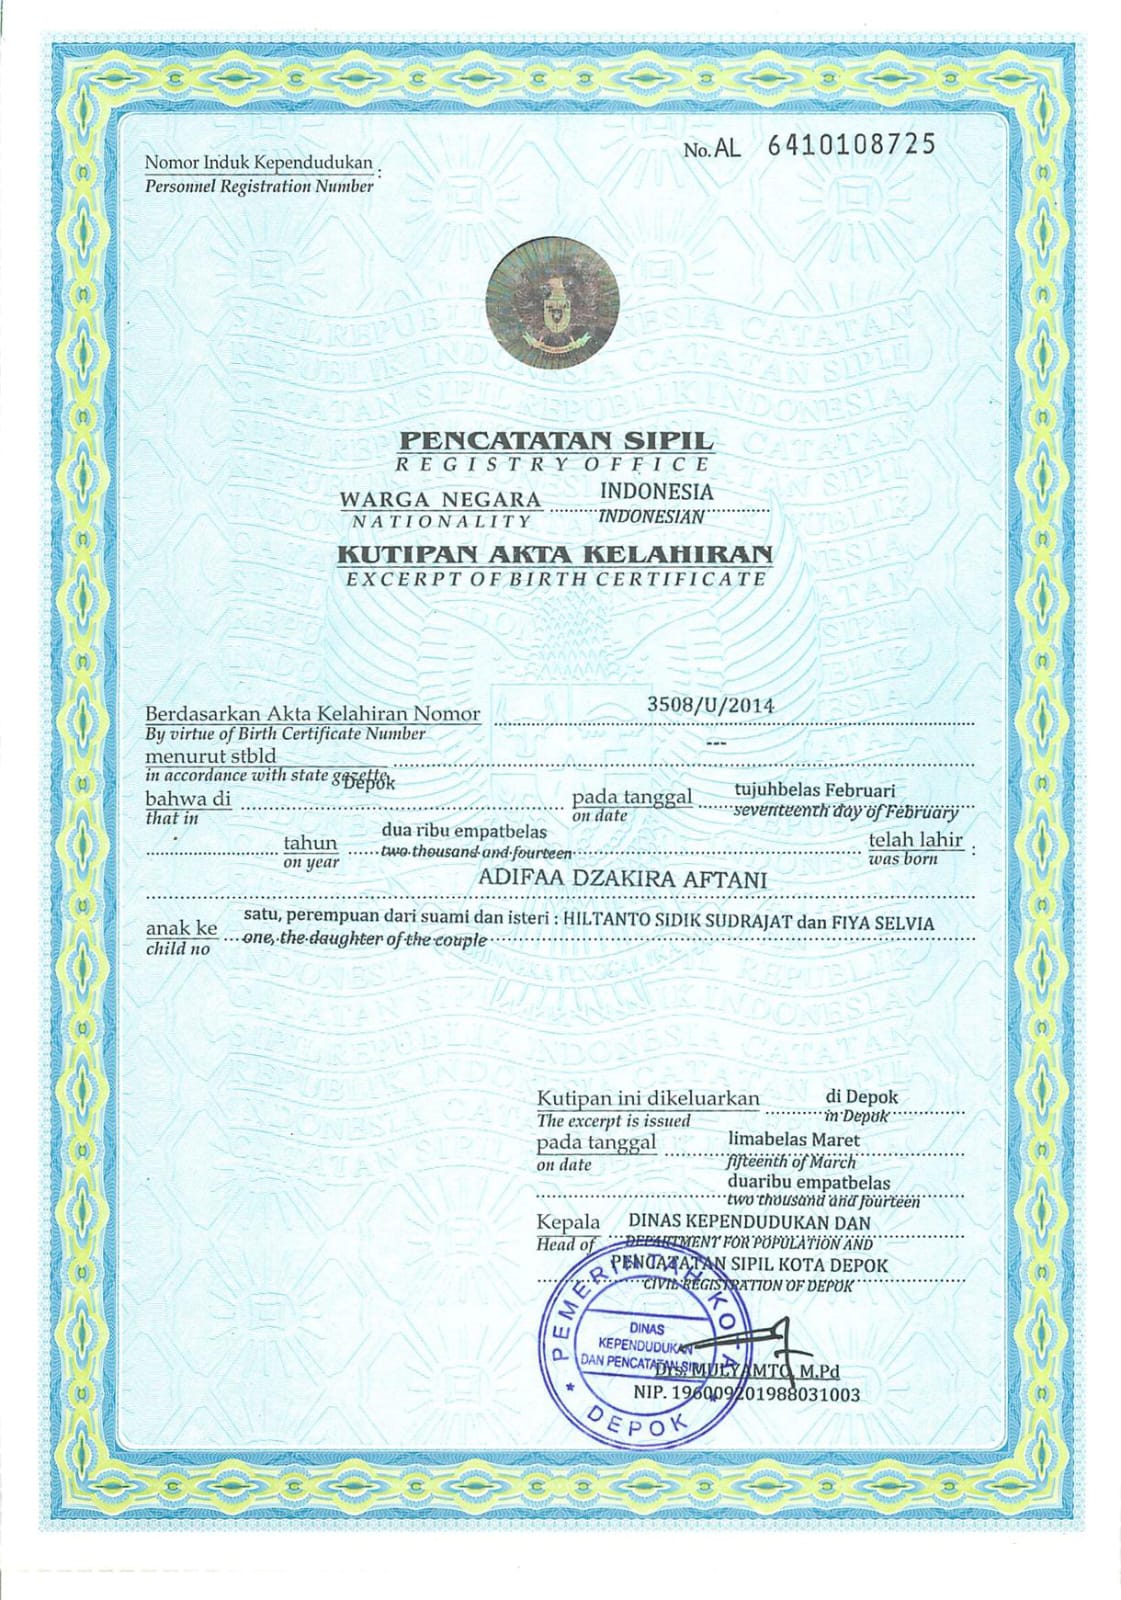 No. AL 6410108725
Nomor Induk Kependudukan :
Personnel Registration Number
PENCATATAN SIPIL
REGISTRY OFFICE
WARGA NEGARA INDONESIA
NATIONALITY INDONESIAN
KUTIPAN AKTA KELAHIRAN
EXCERPT OF BIRTH CERTIFICATE
Berdasarkan Akta Kelahiran Nomor 3508/U/2014
By virtue of Birth Certificate Number
menurut stbld ---
in accordance with state gazette
bahwa di Depok pada tanggal tujuhbelas Februari
that in on date seventeenth day of February
tahun dua ribu empatbelas telah lahir :
on year two thousand and fourteen was born
ADIFAA DZAKIRA AFTANI
anak ke satu, perempuan dari suami dan isteri : HILTANTO SIDIK SUDRAJAT dan FIYA SELVIA
child no one, the daughter of the couple
Kutipan ini dikeluarkan di Depok
The excerpt is issued in Depok
pada tanggal limabelas Maret
on date fifteenth of March
duaribu empatbelas
two thousand and fourteen
Kepala DINAS KEPENDUDUKAN DAN
Head of DEPARTMENT FOR POPULATION AND
PENCATATAN SIPIL KOTA DEPOK
CIVIL REGISTRATION OF DEPOK
PEMERINTAH KOTA
DINAS
KEPENDUDUKAN
DAN PENCATATAN SIPIL
DEPOK
Drs. MULYAMTO, M.Pd
NIP. 196009201988031003